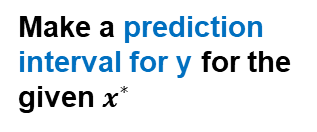 Make a prediction
interval for y for the
given x*